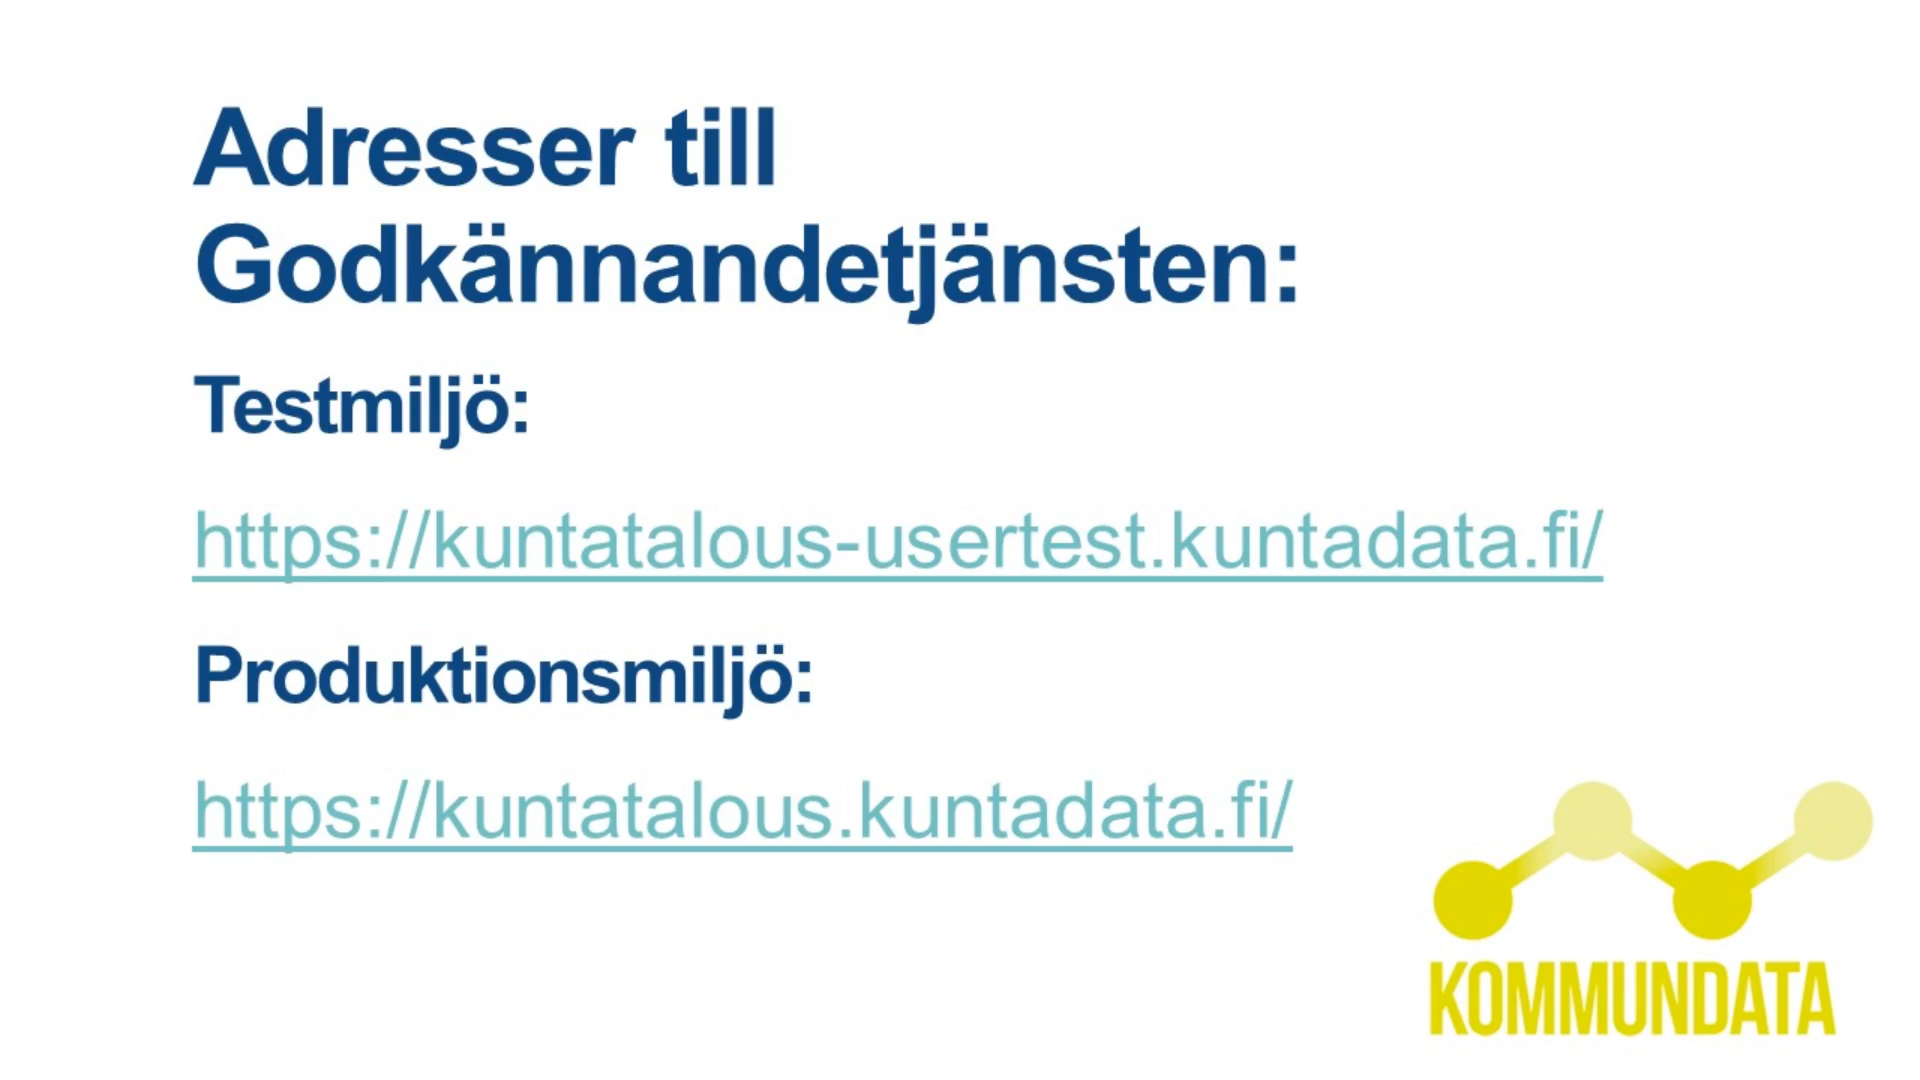 Adresser till
Godkännandetjänsten:
Testmiljö:
https://kuntatalous-usertest.kuntadata.fi/
Produktionsmiljö:
https://kuntatalous.kuntadata.fi/
KOMMUNDATA